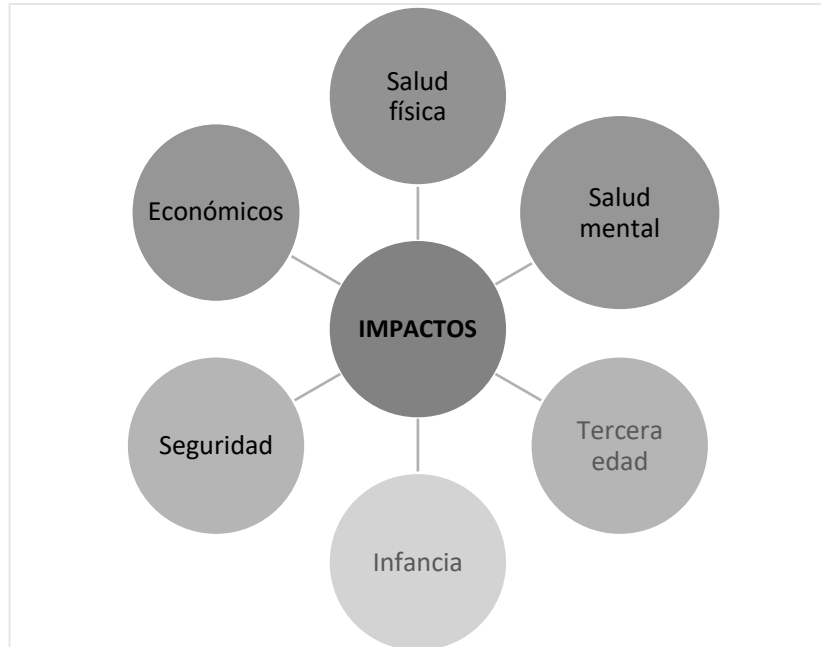 Salud
física
Económicos
Salud
mental
IMPACTOS
Seguridad
Tercera
edad
Infancia